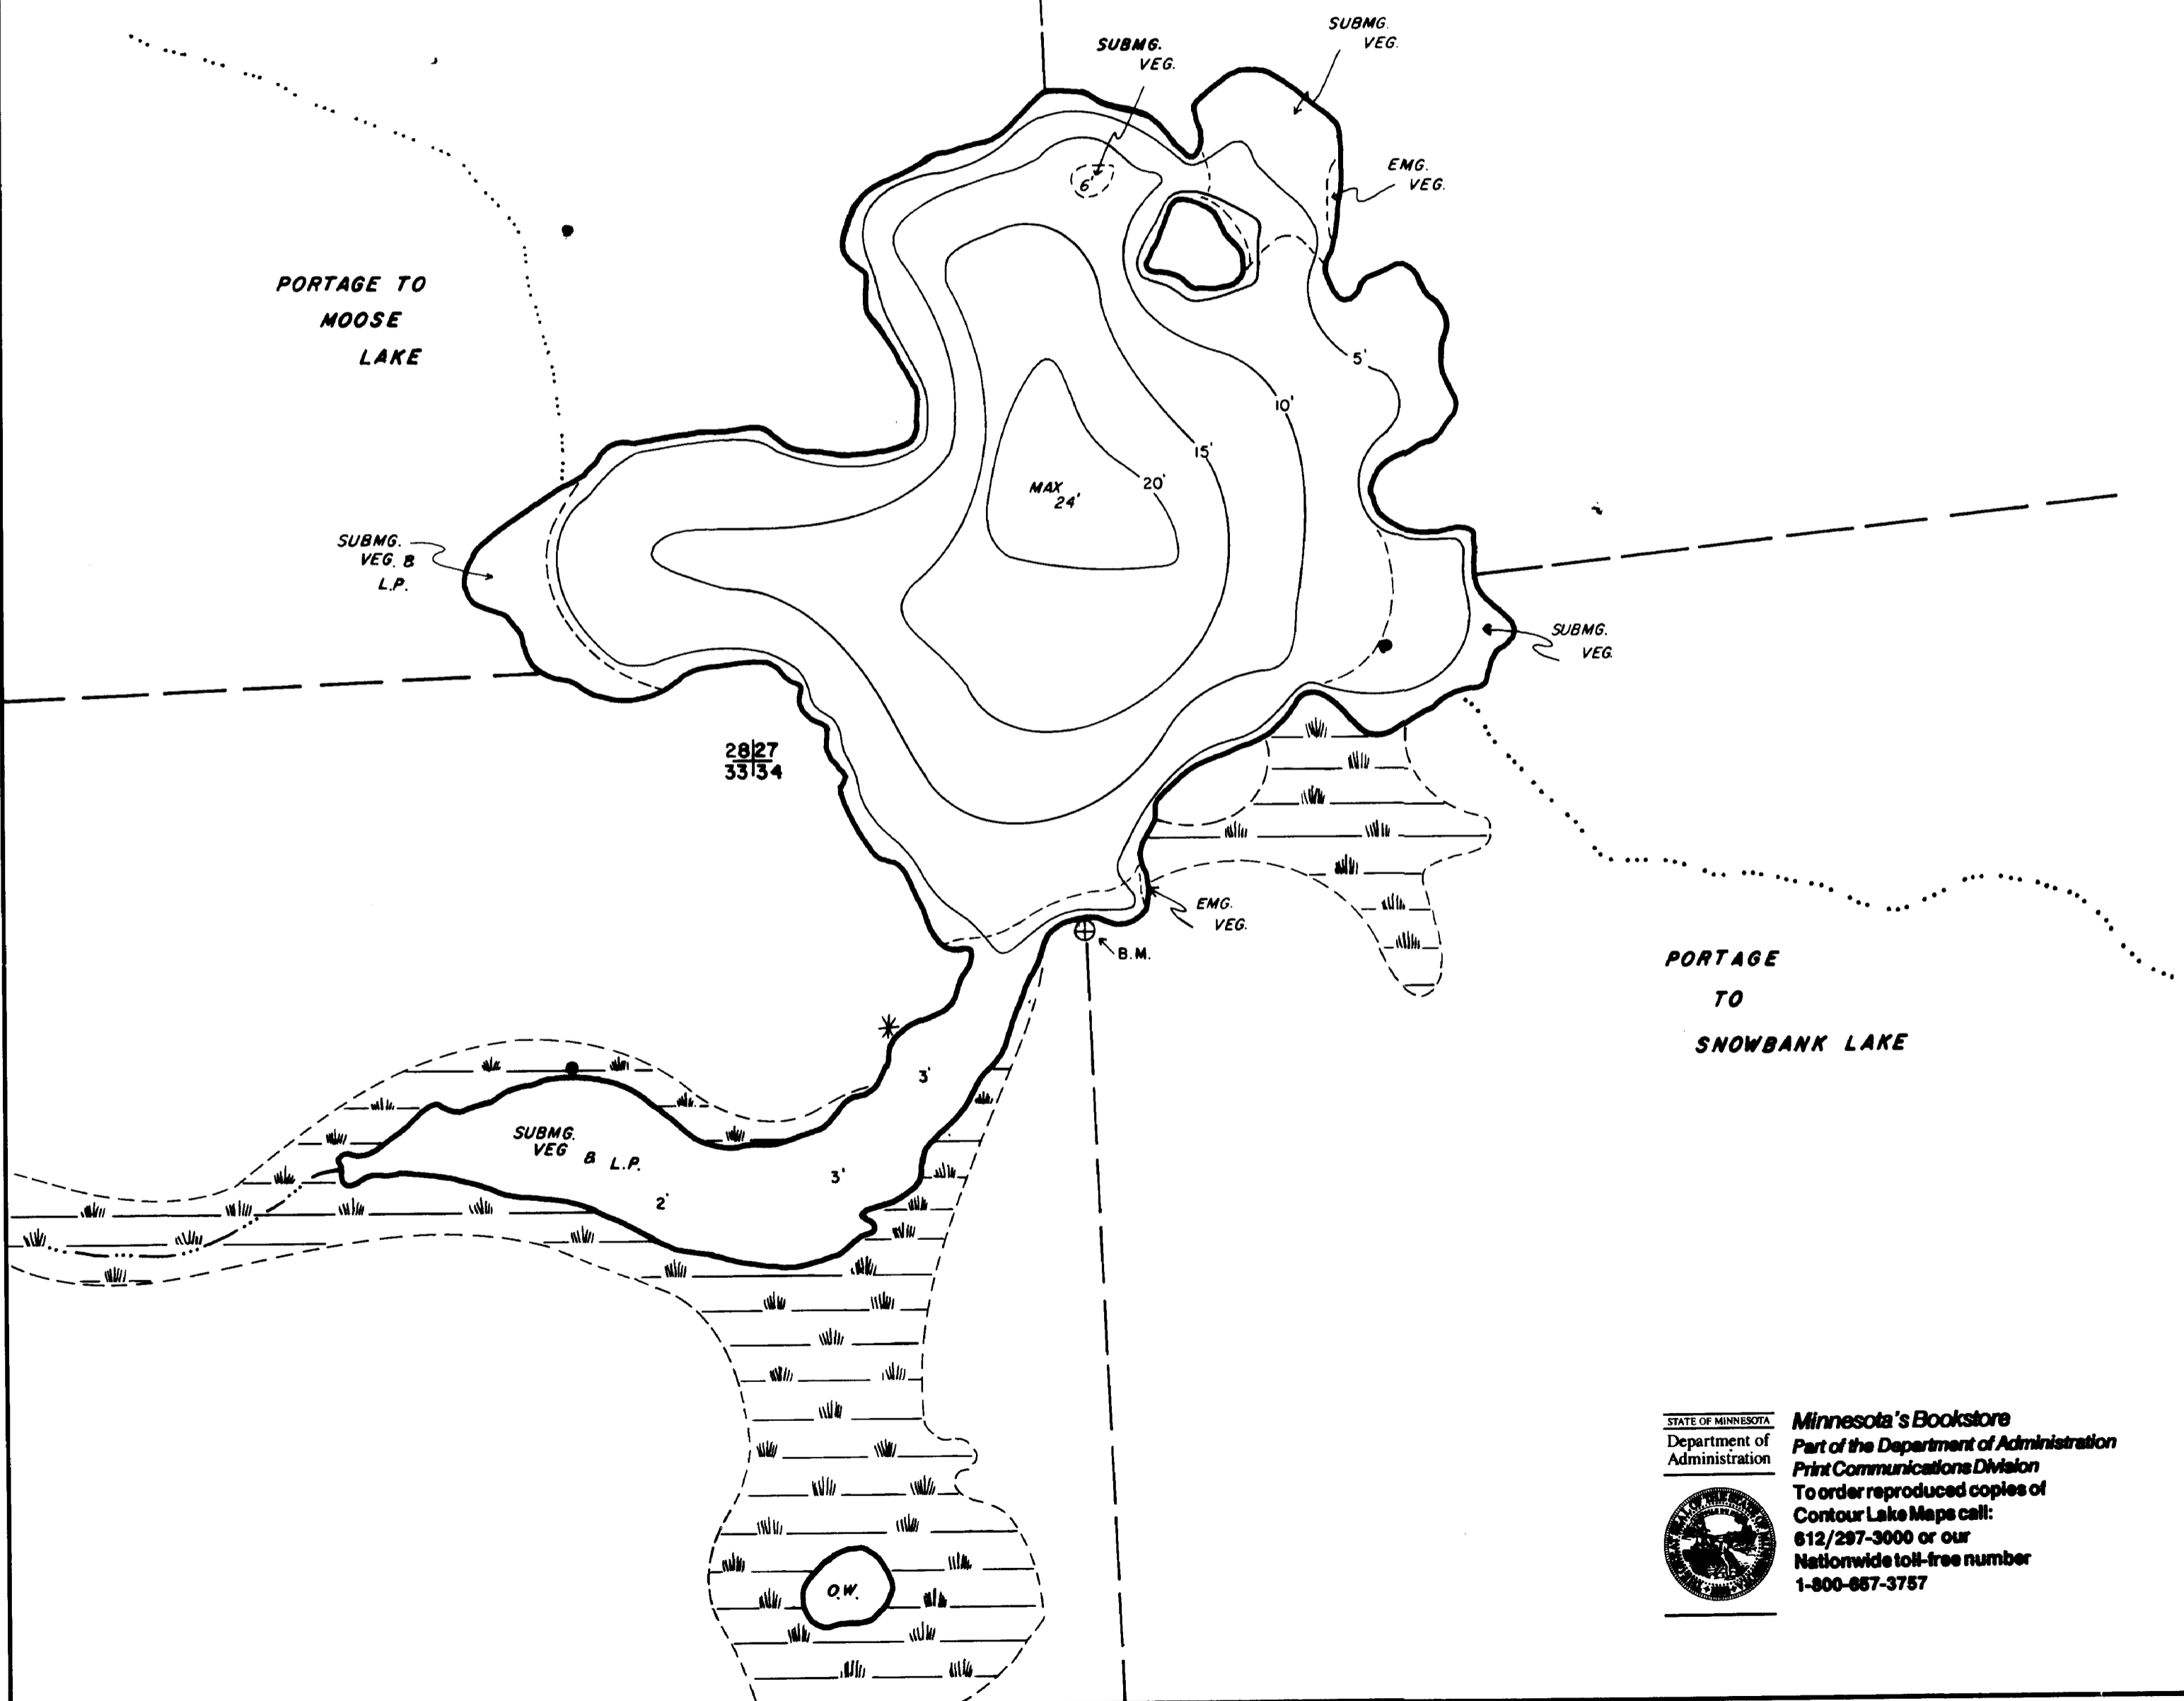 SUBMG.
VEG.
SUBMG.
VEG.
EMG.
VEG.
6'
PORTAGE TO
MOOSE
LAKE
5'
10'
15'
20'
MAX
24'
SUBMG.
VEG. 8
L.P.
SUBMG.
VEG.
28 27
33 34
EMG.
VEG.
B.M.
PORTAGE
TO
SNOWBANK LAKE
3'
SUBMG.
VEG 8 L.P.
3'
2'
O.W.
STATE OF MINNESOTA
Department of
Administration
Minnesota's Bookstore
Part of the Department of Administration
Print Communications Division
To order reproduced copies of
Contour Lake Maps call:
612/297-3000 or our
Nationwide toll-free number
1-800-657-3757